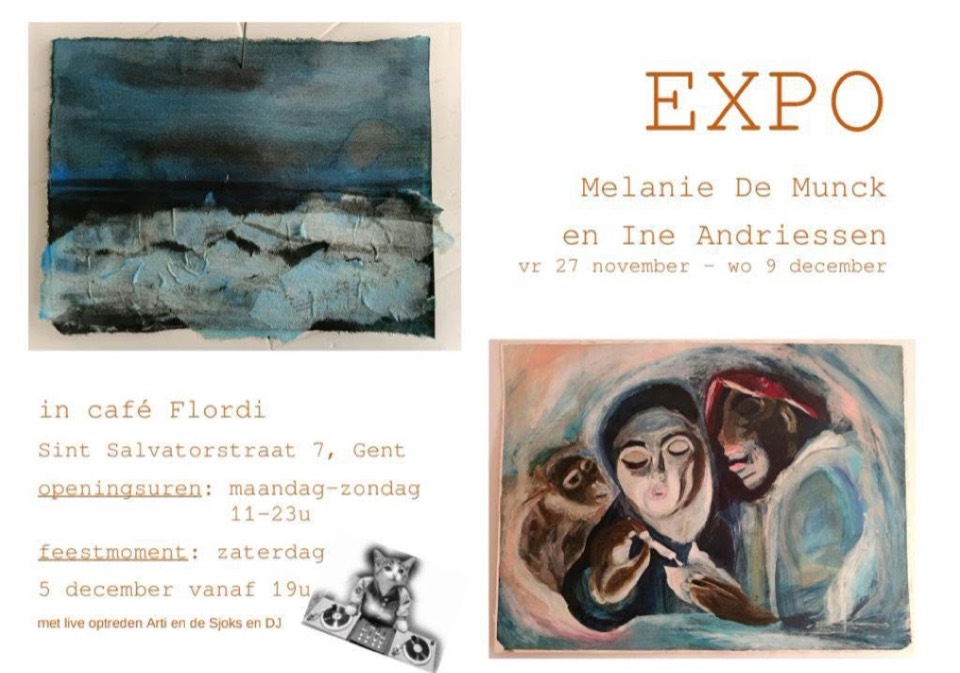 EXPO
Melanie De Munck
en Ine Andriessen
vr 27 november - wo 9 december
in café Flordi
Sint Salvatorstraat 7, Gent
openingsuren: maandag-zondag
11-23u
feestmoment: zaterdag
5 december vanaf 19u
met live optreden Arti en de Sjoks en DJ